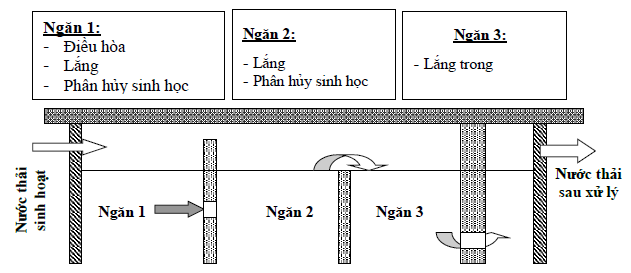 Ngăn 1:
- Điều hòa
- Lắng
- Phân hủy sinh học
Ngăn 2:
- Lắng
- Phân hủy sinh học
Ngăn 3:
- Lắng trong
Nước thải
sinh hoạt
Ngăn 1
Ngăn 2
Ngăn 3
Nước thải
sau xử lý